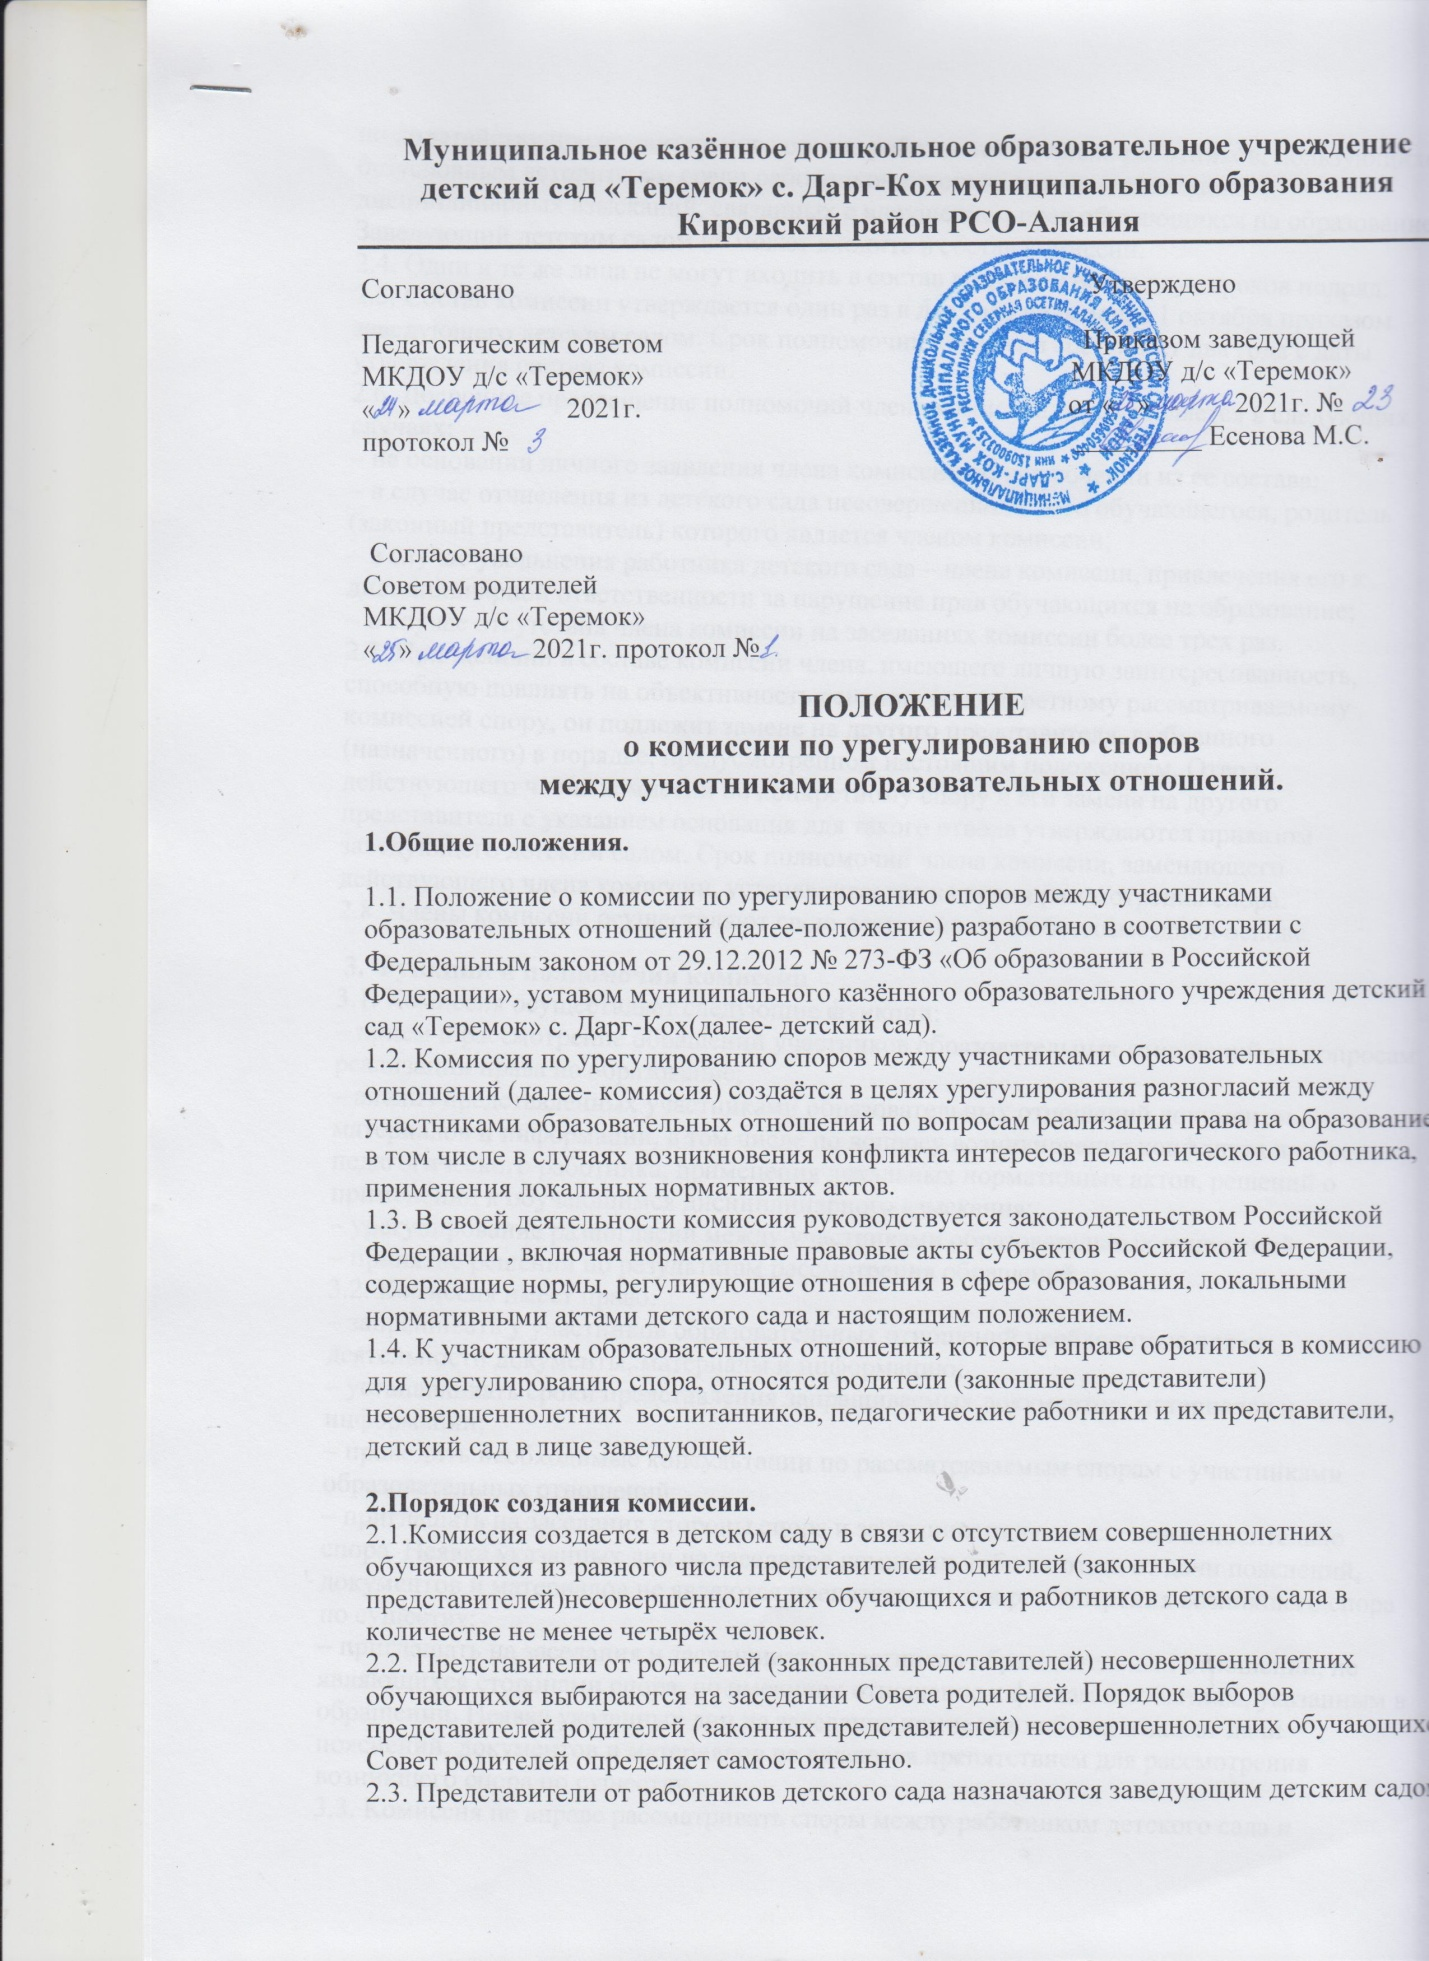 Муниципальное казённое дошкольное образовательное учреждение
детский сад «Теремок» с. Дарг-Кох муниципального образования
Кировский район РСО-Алания
Согласовано
Утверждено
Педагогическим советом
Приказом заведующей
МКДОУ д/с «Теремок»
МКДОУ д/с «Теремок»
«24» марта 2021г.
от « » марта 2021г. № 23
протокол № 3
Есенова М.С.
Согласовано
Советом родителей
МКДОУ д/с «Теремок»
«25» марта 2021г. протокол №1.
ПОЛОЖЕНИЕ
о комиссии по урегулированию споров
между участниками образовательных отношений.
1.Общие положения.
1.1. Положение о комиссии по урегулированию споров между участниками
образовательных отношений (далее-положение) разработано в соответствии с
Федеральным законом от 29.12.2012 № 273-ФЗ «Об образовании в Российской
Федерации», уставом муниципального казённого образовательного учреждения детский
сад «Теремок» с. Дарг-Кох(далее- детский сад).
1.2. Комиссия по урегулированию споров между участниками образовательных
отношений (далее- комиссия) создаётся в целях урегулирования разногласий между
участниками образовательных отношений по вопросам реализации права на образование
в том числе в случаях возникновения конфликта интересов педагогического работника,
применения локальных нормативных актов.
1.3. В своей деятельности комиссия руководствуется законодательством Российской
Федерации , включая нормативные правовые акты субъектов Российской Федерации,
содержащие нормы, регулирующие отношения в сфере образования, локальными
нормативными актами детского сада и настоящим положением.
1.4. К участникам образовательных отношений, которые вправе обратиться в комиссию
для урегулированию спора, относятся родители (законные представители)
несовершеннолетних воспитанников, педагогические работники и их представители,
детский сад в лице заведующей.
2.Порядок создания комиссии.
2.1.Комиссия создается в детском саду в связи с отсутствием совершеннолетних
обучающихся из равного числа представителей родителей (законных
представителей)несовершеннолетних обучающихся и работников детского сада в
количестве не менее четырёх человек.
2.2. Представители от родителей (законных представителей) несовершеннолетних
обучающихся выбираются на заседании Совета родителей. Порядок выборов
представителей родителей (законных представителей) несовершеннолетних обучающихс
Совет родителей определяет самостоятельно.
2.3. Представители от работников детского сада назначаются заведующим детским садо